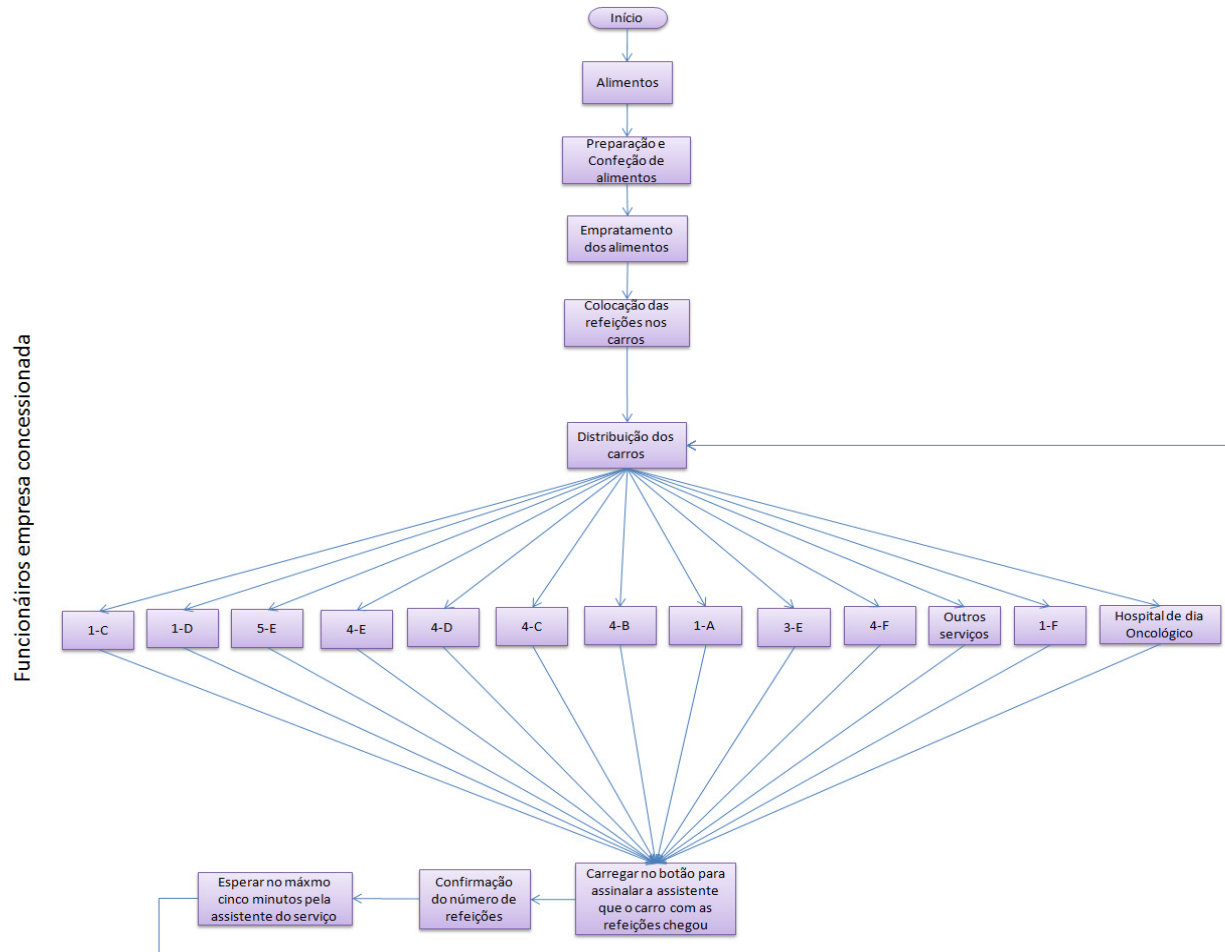 Início
Alimentos
Preparação e
Confeção de
alimentos
Empratamento
dos alimentos
Colocação das
refeições nos
carros
Funcionáiros empresa concessionada
Distribuição dos
carros
1-C
1-D
5-E
4-E
4-D
4-C
4-B
1-A
3-E
4-F
Outros
serviços
1-F
Hospital de dia
Oncológico
Esperar no máxmo
cinco minutos pela
assistente do serviço
Confirmação
do número de
refeições
Carregar no botão para
assinalar a assistente
que o carro com as
refeições chegou